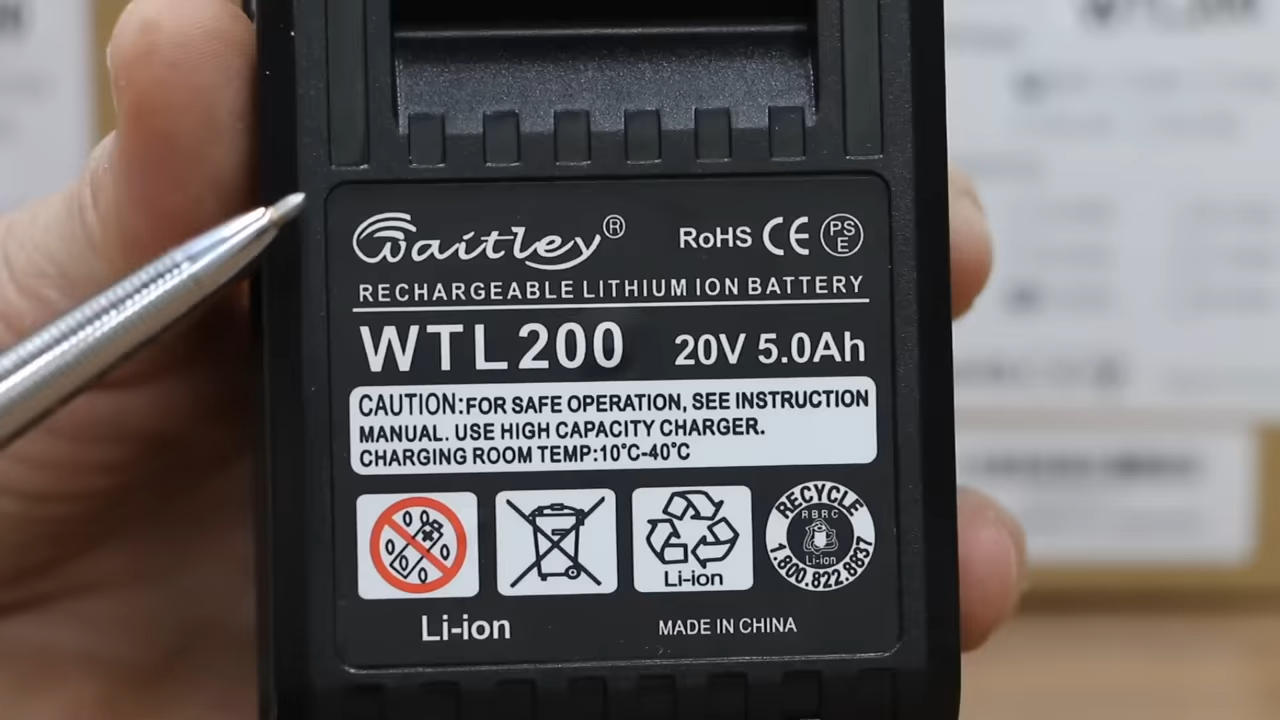 Waitley®
RoHS CE PS E
RECHARGEABLE LITHIUM ION BATTERY
WTL200 20V 5.0Ah
CAUTION:FOR SAFE OPERATION, SEE INSTRUCTION
MANUAL. USE HIGH CAPACITY CHARGER.
CHARGING ROOM TEMP:10°C-40°C
Li-ion
RECYCLE
RBRC
Li-ion
1.800.822.8837
Li-ion
MADE IN CHINA